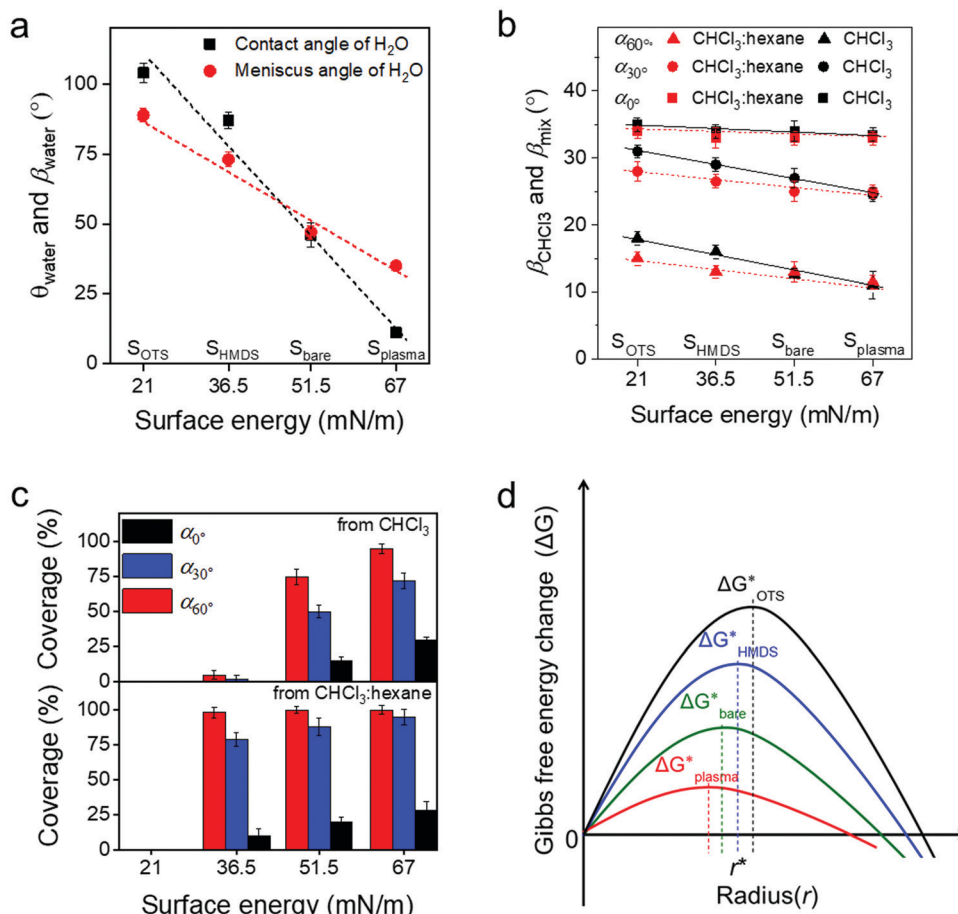 a
θwater and βwater (°)
100
75
50
25
0
Contact angle of H2O
Meniscus angle of H2O
SOTS SHMDS Sbare Splasma
21 36.5 51.5 67
Surface energy (mN/m)
b
βCHCl3 and βmix (°)
40
30
20
10
0
α60° CHCl3:hexane CHCl3
α30° CHCl3:hexane CHCl3
α0° CHCl3:hexane CHCl3
SOTS SHMDS Sbare Splasma
21 36.5 51.5 67
Surface energy (mN/m)
c
Coverage (%)
100
75
50
25
0
α0°
α30°
α60°
from CHCl3
Coverage (%)
100
75
50
25
0
from CHCl3:hexane
21 36.5 51.5 67
Surface energy (mN/m)
d
Gibbs free energy change (ΔG)
ΔG*OTS
ΔG*HMDS
ΔG*bare
ΔG*plasma
0
r*
Radius(r)